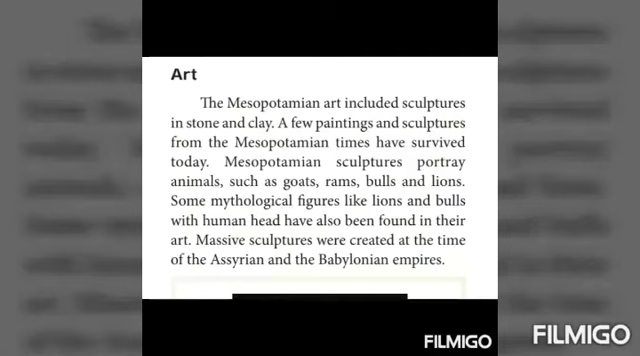 Art
The Mesopotamian art included sculptures
in stone and clay. A few paintings and sculptures
from the Mesopotamian times have survived
today. Mesopotamian sculptures portray
animals, such as goats, rams, bulls and lions.
Some mythological figures like lions and bulls
with human head have also been found in their
art. Massive sculptures were created at the time
of the Assyrian and the Babylonian empires.
FILMIGO
FILMIGO